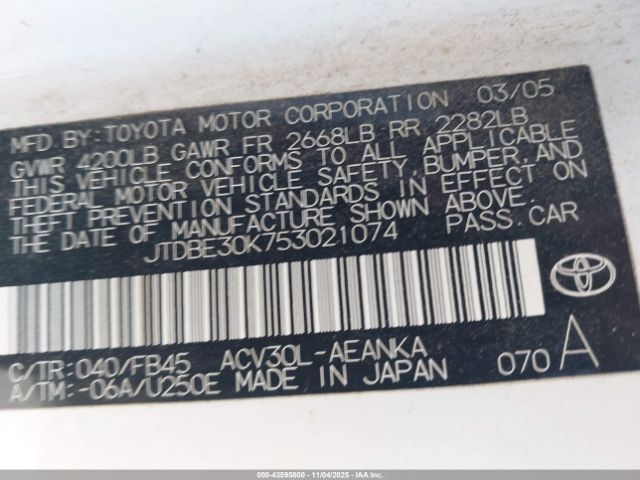 MFD. BY: TOYOTA MOTOR CORPORATION 03/05
GVWR 4200LB GAWR FR 2668LB RR 2282LB
THIS VEHICLE CONFORMS TO ALL APPLICABLE
FEDERAL MOTOR VEHICLE SAFETY, BUMPER, AND
THEFT PREVENTION STANDARDS IN EFFECT ON
THE DATE OF MANUFACTURE SHOWN ABOVE.
JTDBE30K753021074 PASS. CAR
C/TR: 040/FB45 ACV30L-AEANKA
A/TM: -06A/U250E MADE IN JAPAN 070 A
000-43595800 - 11/04/2025 - IAA Inc.